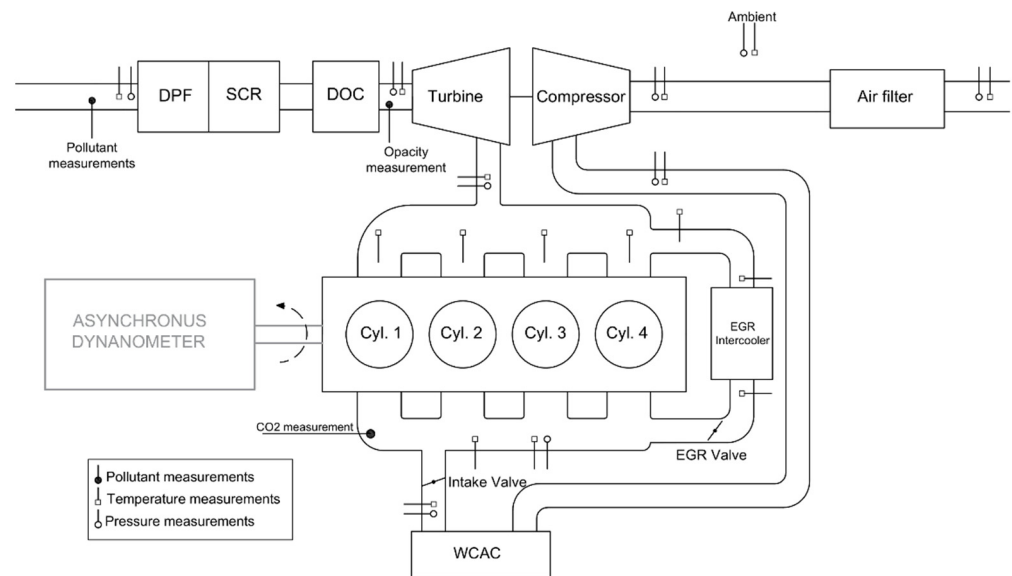 Ambient
DPF
SCR
DOC
Turbine
Compressor
Air filter
Pollutant
measurements
Opacity
measurement
ASYNCHRONUS
DYNANOMETER
Cyl. 1
Cyl. 2
Cyl. 3
Cyl. 4
EGR
Intercooler
CO2 measurement
EGR Valve
Intake Valve
Pollutant measurements
Temperature measurements
Pressure measurements
WCAC